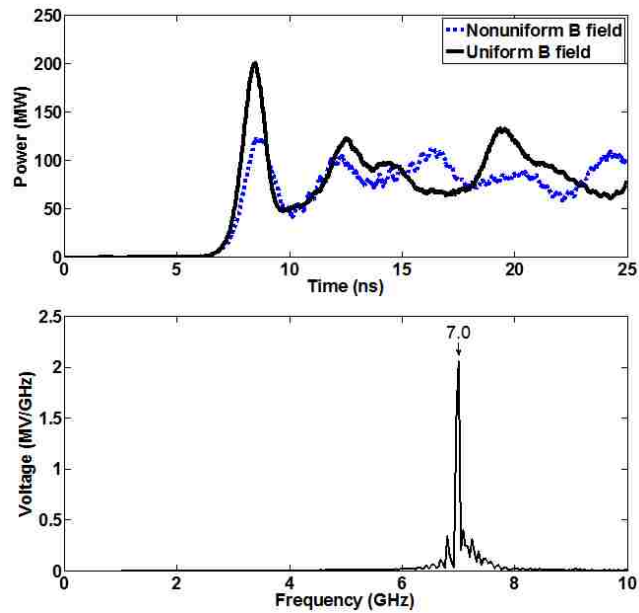 250
200
150
100
50
0
Power (MW)
Nonuniform B field
Uniform B field
0 5 10 15 20 25
Time (ns)
2.5
2
1.5
1
0.5
0
Voltage (MV/GHz)
7.0
0 2 4 6 8 10
Frequency (GHz)